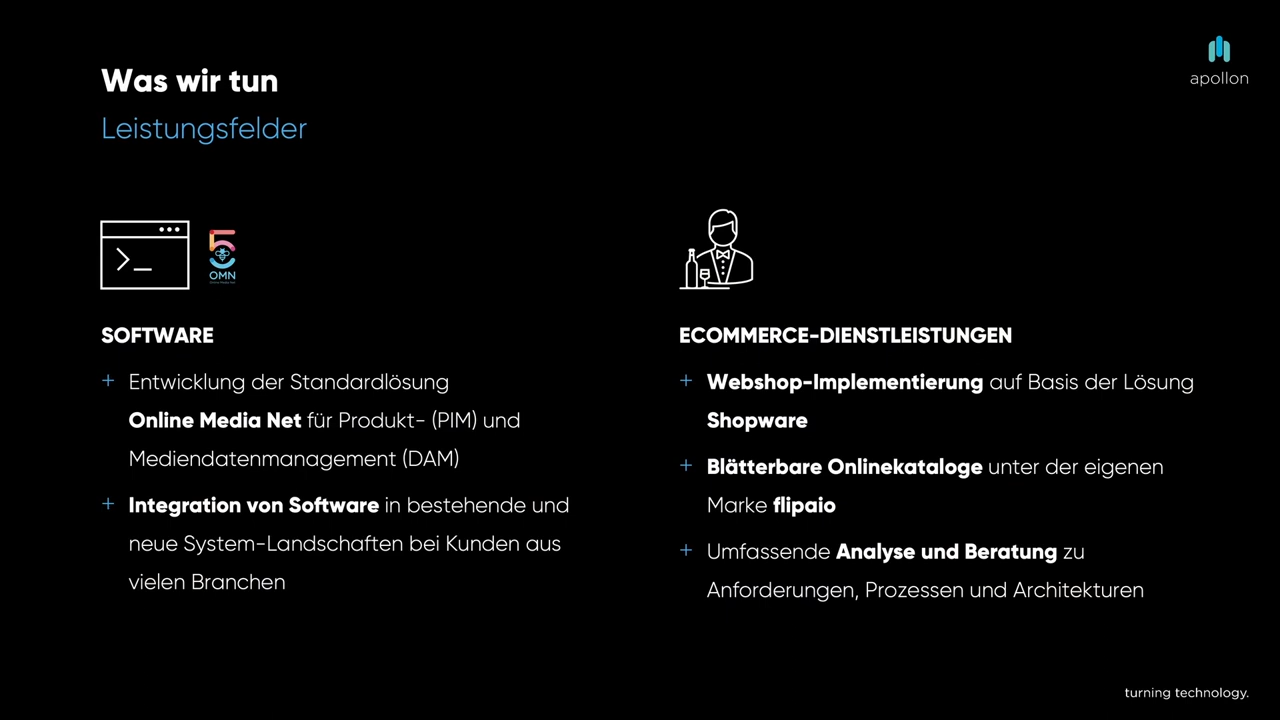 Was wir tun
Leistungsfelder
apollon
OMN
SOFTWARE
+ Entwicklung der Standardlösung
Online Media Net für Produkt- (PIM) und
Mediendatenmanagement (DAM)
+ Integration von Software in bestehende und
neue System-Landschaften bei Kunden aus
vielen Branchen
ECOMMERCE-DIENSTLEISTUNGEN
+ Webshop-Implementierung auf Basis der Lösung
Shopware
+ Blätterbare Onlinekataloge unter der eigenen
Marke flipaio
+ Umfassende Analyse und Beratung zu
Anforderungen, Prozessen und Architekturen
turning technology.